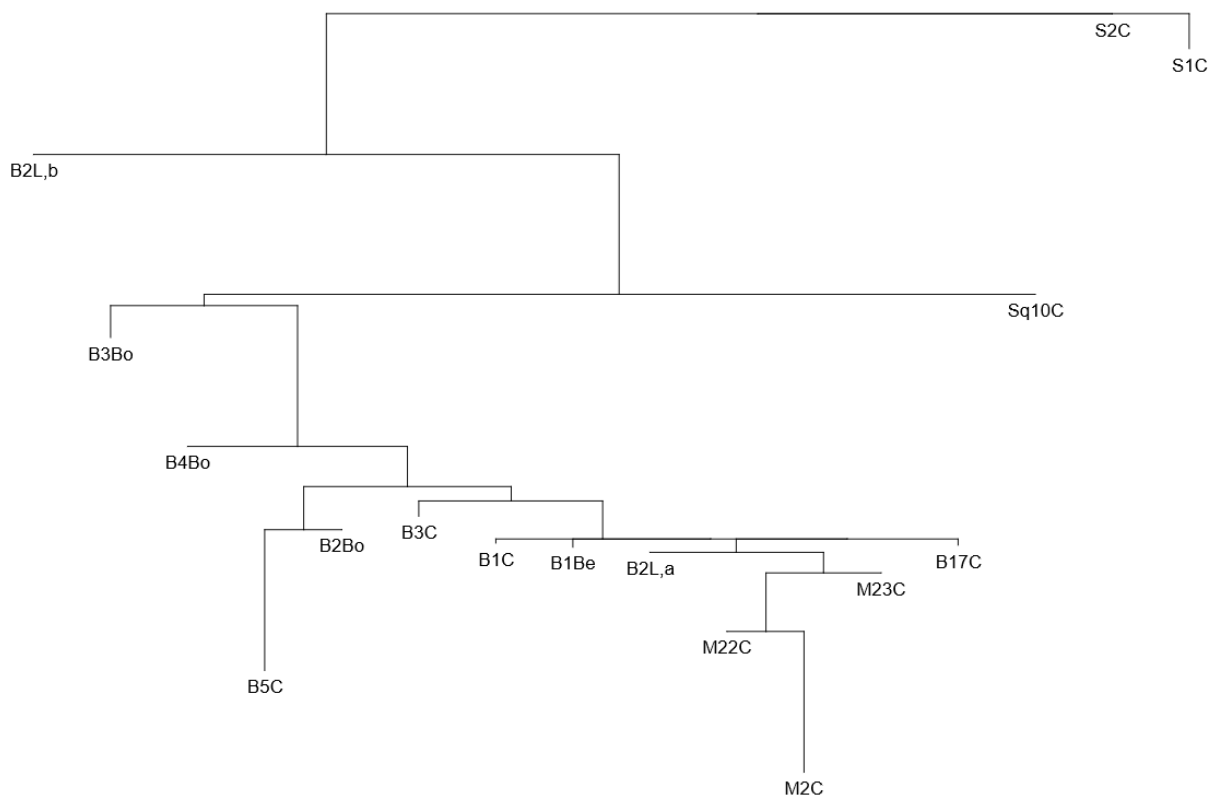 S2C
S1C
B2L,b
Sq10C
B3Bo
B4Bo
B3C
B2Bo
B1C
B1Be
B2L,a
B17C
M23C
M22C
B5C
M2C